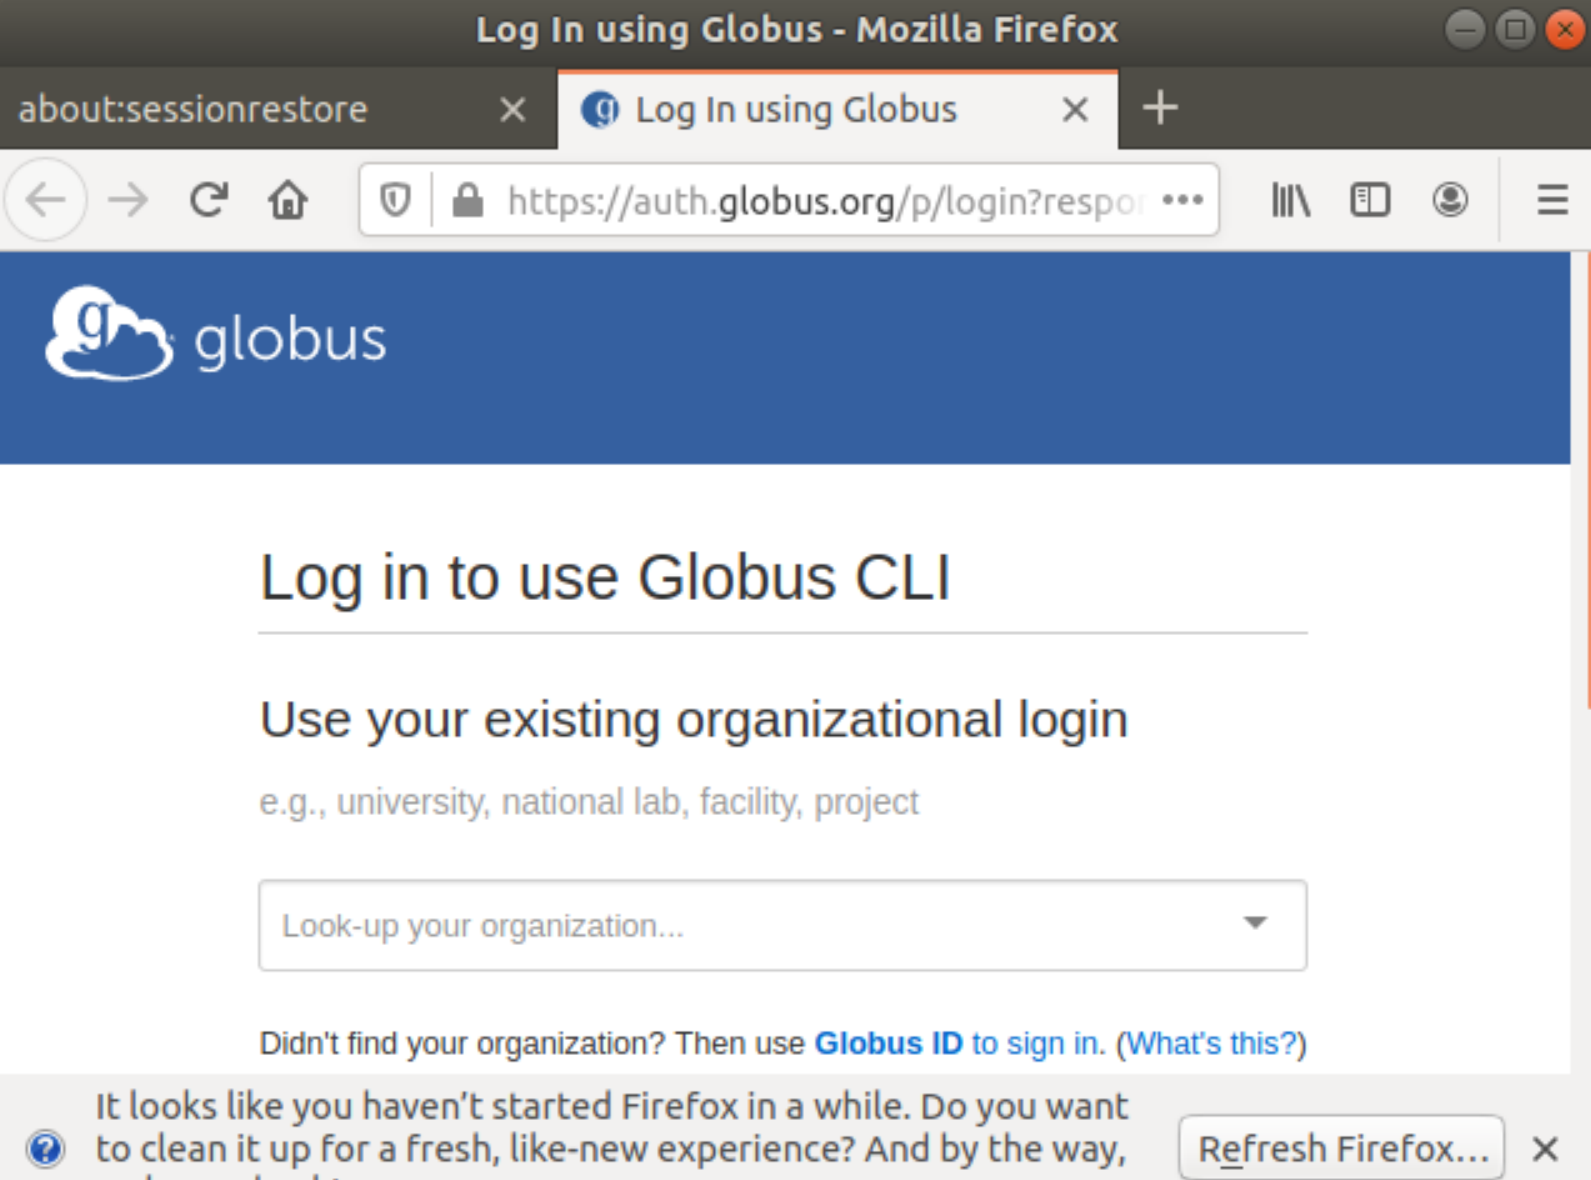 Log In using Globus - Mozilla Firefox
about:sessionrestore
Log In using Globus
https://auth.globus.org/p/login?respor
globus
Log in to use Globus CLI
Use your existing organizational login
e.g., university, national lab, facility, project
Look-up your organization...
Didn't find your organization? Then use Globus ID to sign in. (What's this?)
It looks like you haven't started Firefox in a while. Do you want
to clean it up for a fresh, like-new experience? And by the way,
Refresh Firefox...